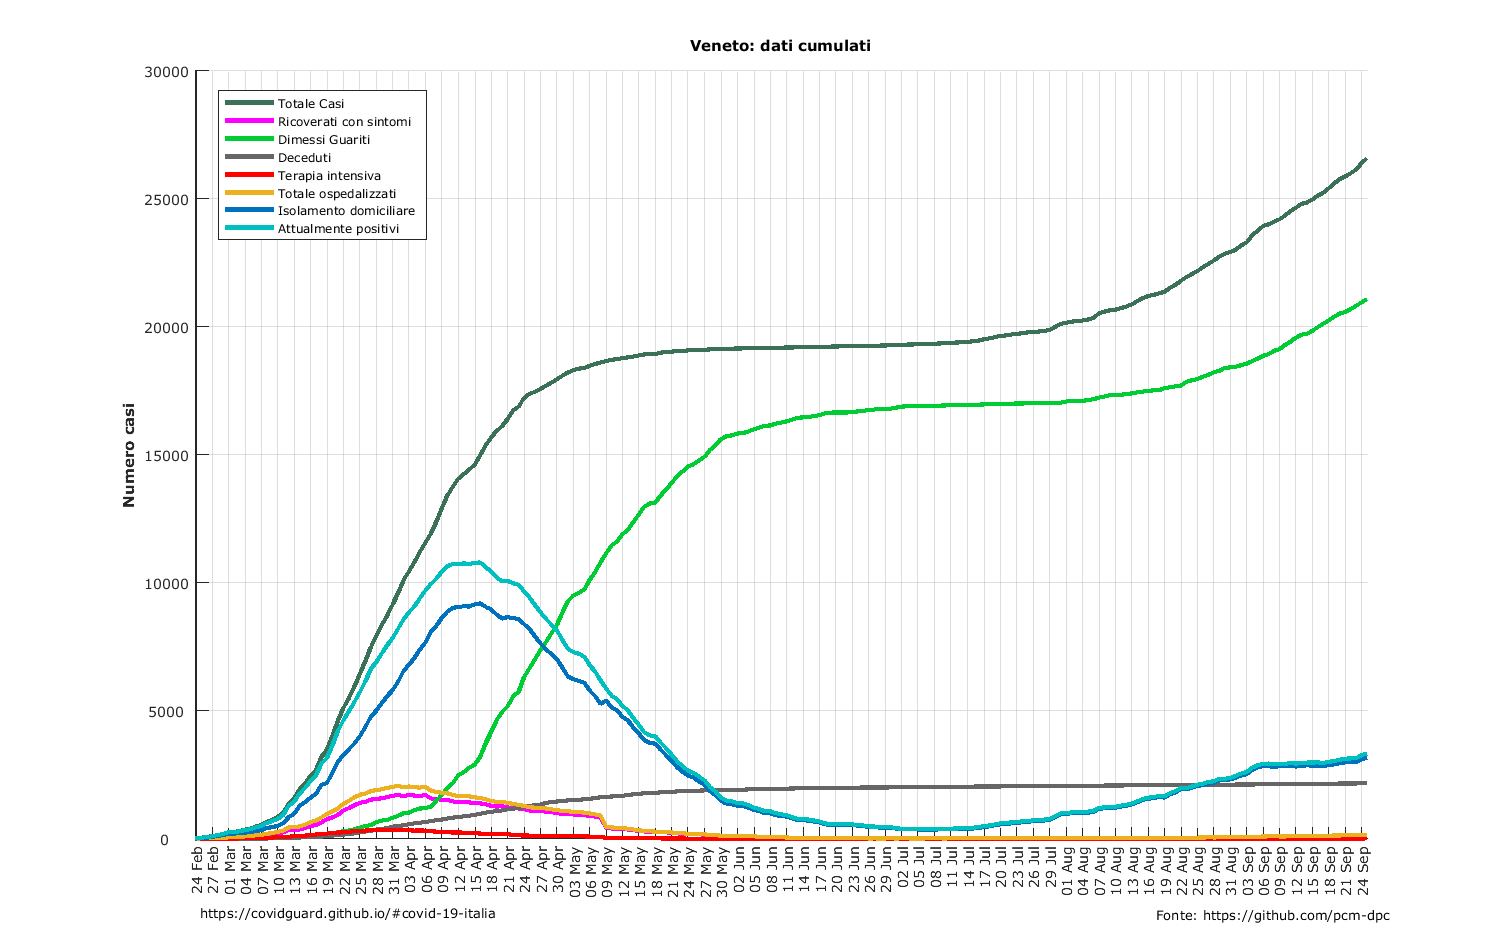 Veneto: dati cumulati
30000
25000
20000
15000
10000
5000
0
Numero casi
Totale Casi
Ricoverati con sintomi
Dimessi Guariti
Deceduti
Terapia intensiva
Totale ospedalizzati
Isolamento domiciliare
Attualmente positivi
24 Feb
27 Feb
01 Mar
04 Mar
07 Mar
10 Mar
13 Mar
16 Mar
19 Mar
22 Mar
25 Mar
28 Mar
31 Mar
03 Apr
06 Apr
09 Apr
12 Apr
15 Apr
18 Apr
21 Apr
24 Apr
27 Apr
30 Apr
03 May
06 May
09 May
12 May
15 May
18 May
21 May
24 May
27 May
30 May
02 Jun
05 Jun
08 Jun
11 Jun
14 Jun
17 Jun
20 Jun
23 Jun
26 Jun
29 Jun
02 Jul
05 Jul
08 Jul
11 Jul
14 Jul
17 Jul
20 Jul
23 Jul
26 Jul
29 Jul
01 Aug
04 Aug
07 Aug
10 Aug
13 Aug
16 Aug
19 Aug
22 Aug
25 Aug
28 Aug
31 Aug
03 Sep
06 Sep
09 Sep
12 Sep
15 Sep
18 Sep
21 Sep
24 Sep
https://covidguard.github.io/#covid-19-italia
Fonte: https://github.com/pcm-dpc